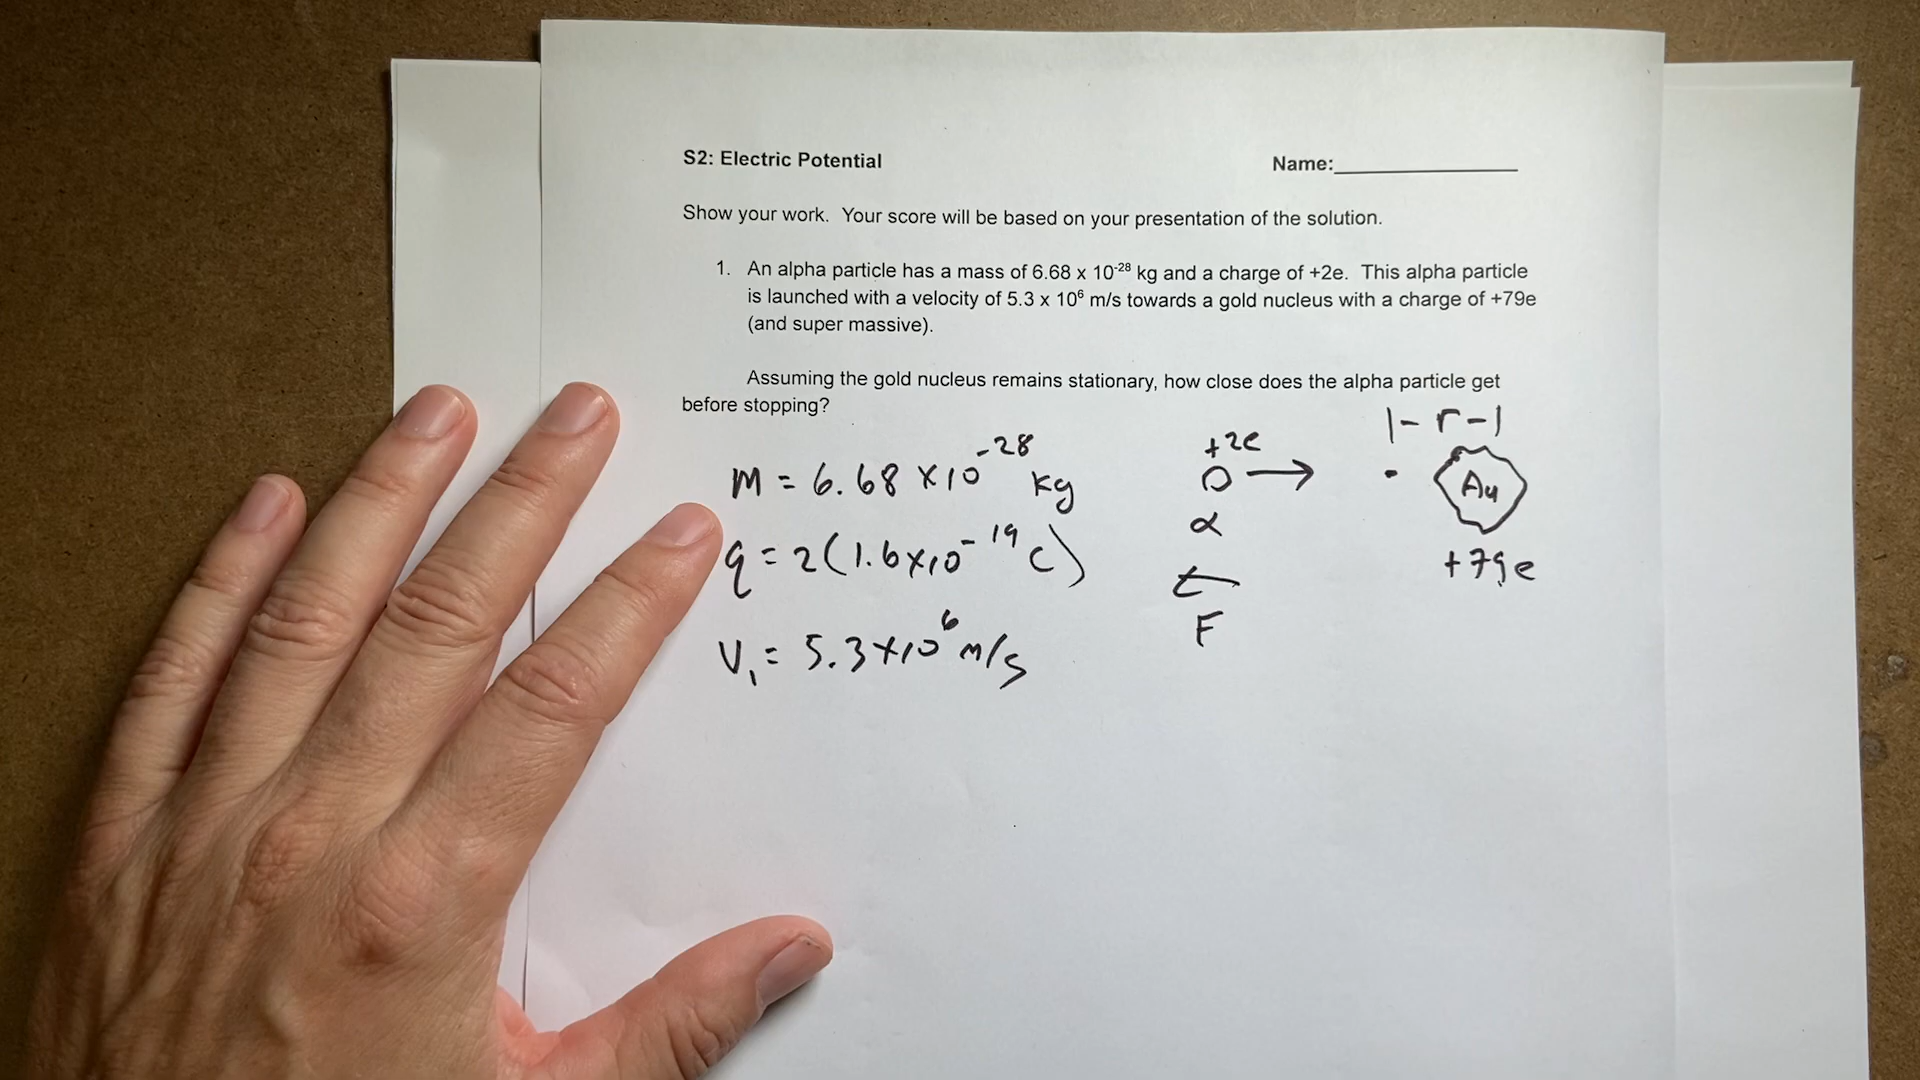 S2: Electric Potential Name:
Show your work. Your score will be based on your presentation of the solution.
1. An alpha particle has a mass of 6.68 x 10⁻²⁸ kg and a charge of +2e. This alpha particle
is launched with a velocity of 5.3 x 10⁶ m/s towards a gold nucleus with a charge of +79e
(and super massive).
Assuming the gold nucleus remains stationary, how close does the alpha particle get
before stopping?
m = 6.68 x10⁻²⁸ kg
q = 2(1.6x10⁻¹⁹ C)
V₁ = 5.3x10⁶ m/s
+2e
α
F
|- r -|
Au
+79e